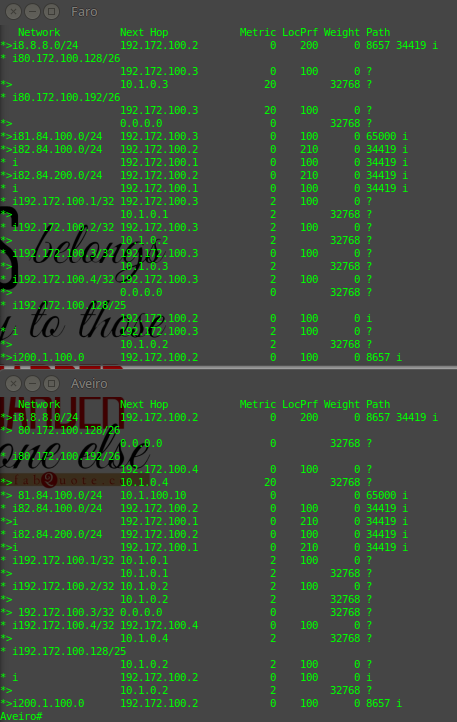 Faro
Network Next Hop Metric LocPrf Weight Path
*>i8.8.8.0/24 192.172.100.2 0 200 0 8657 34419 i
* i80.172.100.128/26
192.172.100.3 0 100 0 ?
*> 10.1.0.3 20 32768 ?
* i80.172.100.192/26
192.172.100.3 20 100 0 ?
*> 0.0.0.0 0 32768 ?
*>i81.84.100.0/24 192.172.100.3 0 100 0 65000 i
*>i82.84.100.0/24 192.172.100.2 0 210 0 34419 i
* i 192.172.100.1 0 100 0 34419 i
*>i82.84.200.0/24 192.172.100.2 0 210 0 34419 i
* i 192.172.100.1 0 100 0 34419 i
* i192.172.100.1/32 192.172.100.3 2 100 0 ?
*> 10.1.0.1 2 32768 ?
* i192.172.100.2/32 192.172.100.3 2 100 0 ?
*> 10.1.0.2 2 32768 ?
* i192.172.100.3/32 192.172.100.3 0 100 0 ?
*> 10.1.0.3 2 32768 ?
* i192.172.100.4/32 192.172.100.3 2 100 0 ?
*> 0.0.0.0 0 32768 ?
* i192.172.100.128/25
192.172.100.2 0 100 0 i
* i 192.172.100.3 2 100 0 ?
*> 10.1.0.2 2 32768 ?
*>i200.1.100.0 192.172.100.2 0 100 0 8657 i
belongs
to those
Aveiro
Network Next Hop Metric LocPrf Weight Path
*>i8.8.8.0/24 192.172.100.2 0 200 0 8657 34419 i
*> 80.172.100.128/26
0.0.0.0 0 32768 ?
* i80.172.100.192/26
192.172.100.4 0 100 0 ?
*> 10.1.0.4 20 32768 ?
*> 81.84.100.0/24 10.1.100.10 0 0 65000 i
* i82.84.100.0/24 192.172.100.2 0 100 0 34419 i
*>i 192.172.100.1 0 210 0 34419 i
* i82.84.200.0/24 192.172.100.2 0 100 0 34419 i
*>i 192.172.100.1 0 210 0 34419 i
* i192.172.100.1/32 10.1.0.1 2 100 0 ?
*> 10.1.0.1 2 32768 ?
* i192.172.100.2/32 10.1.0.2 2 100 0 ?
*> 10.1.0.2 2 32768 ?
*> 192.172.100.3/32 0.0.0.0 0 32768 ?
* i192.172.100.4/32 192.172.100.4 0 100 0 ?
*> 10.1.0.4 2 32768 ?
* i192.172.100.128/25
10.1.0.2 2 100 0 ?
* i 192.172.100.2 0 100 0 i
*> 10.1.0.2 2 32768 ?
*>i200.1.100.0 192.172.100.2 0 100 0 8657 i
Aveiro#
one else